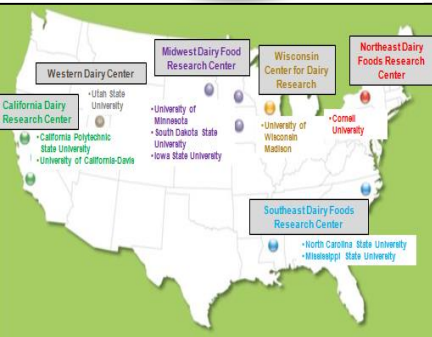 Midwest Dairy Food
Research Center
Northeast Dairy
Foods Research
Center
Wisconsin
Center for Dairy
Research
Western Dairy Center
•Utah State
University
California Dairy
Research Center
•University of
Minnesota
•South Dakota State
University
•Iowa State University
•University of
Wisconsin
Madison
•Cornell
University
•California Polytechnic
State University
•University of California-Davis
Southeast Dairy Foods
Research Center
•North Carolina State University
•Mississippi State University